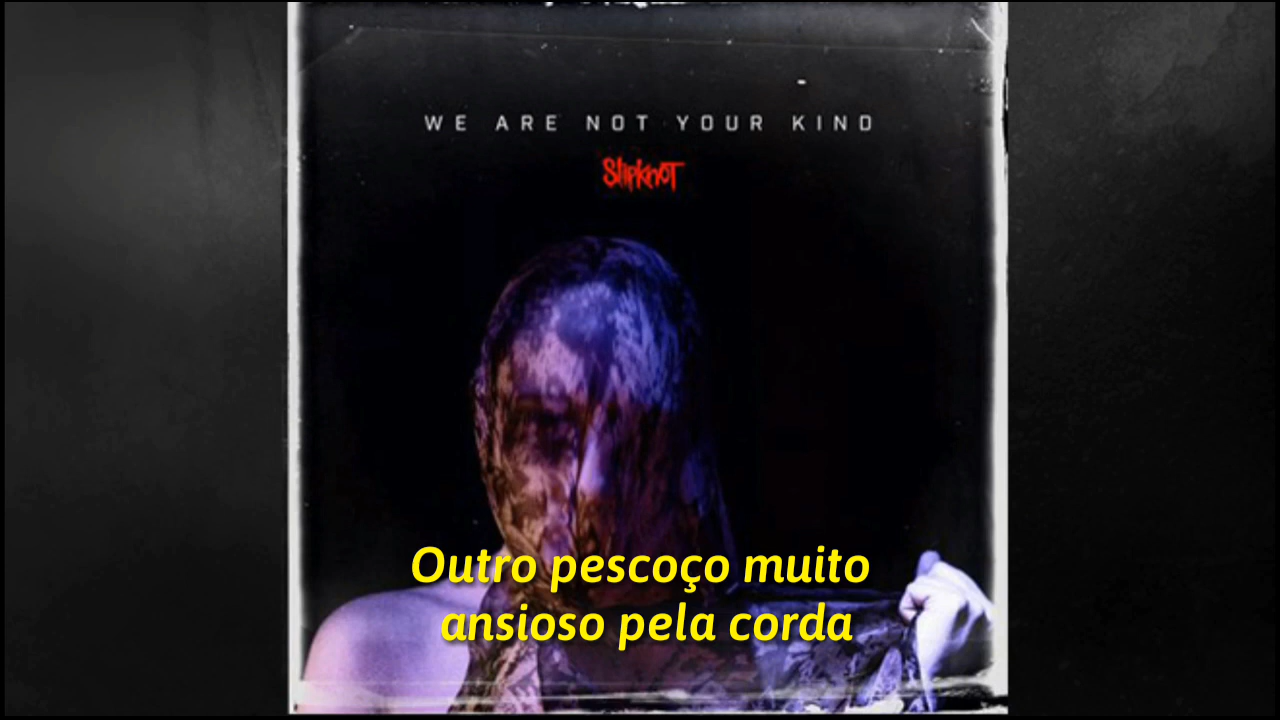 WE ARE NOT YOUR KIND
SlipKnoT
Outro pescoço muito
ansioso pela corda